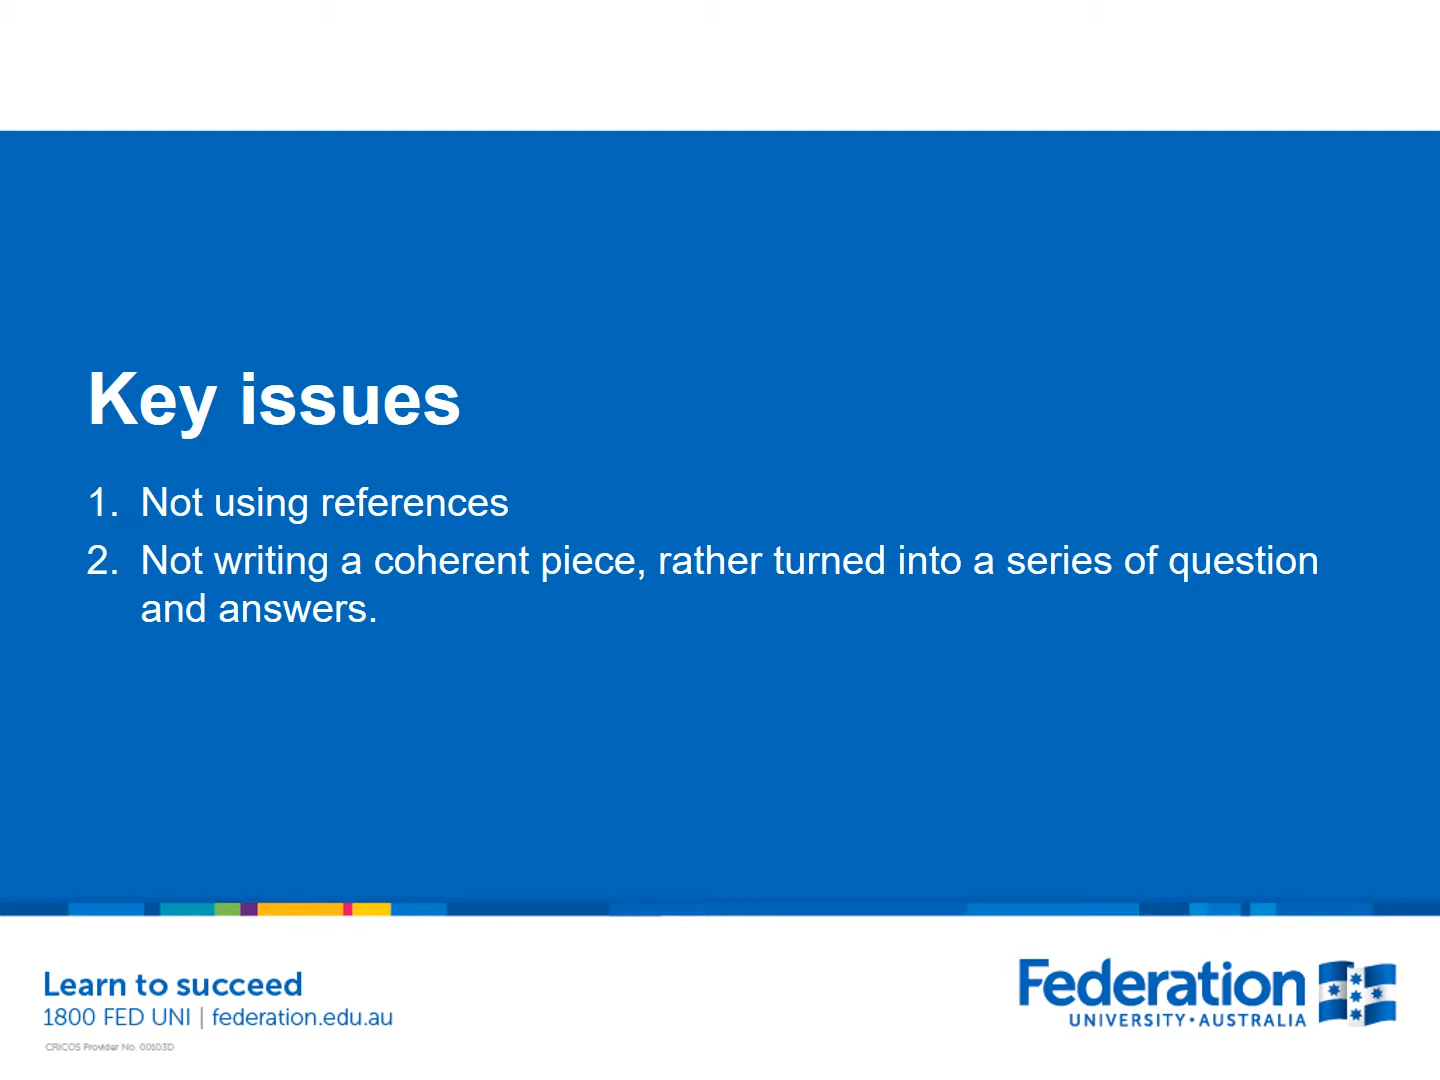 Key issues
1. Not using references
2. Not writing a coherent piece, rather turned into a series of question
and answers.
Learn to succeed
1800 FED UNI | federation.edu.au
CRICOS Provider No. 00103D
Federation
UNIVERSITY • AUSTRALIA